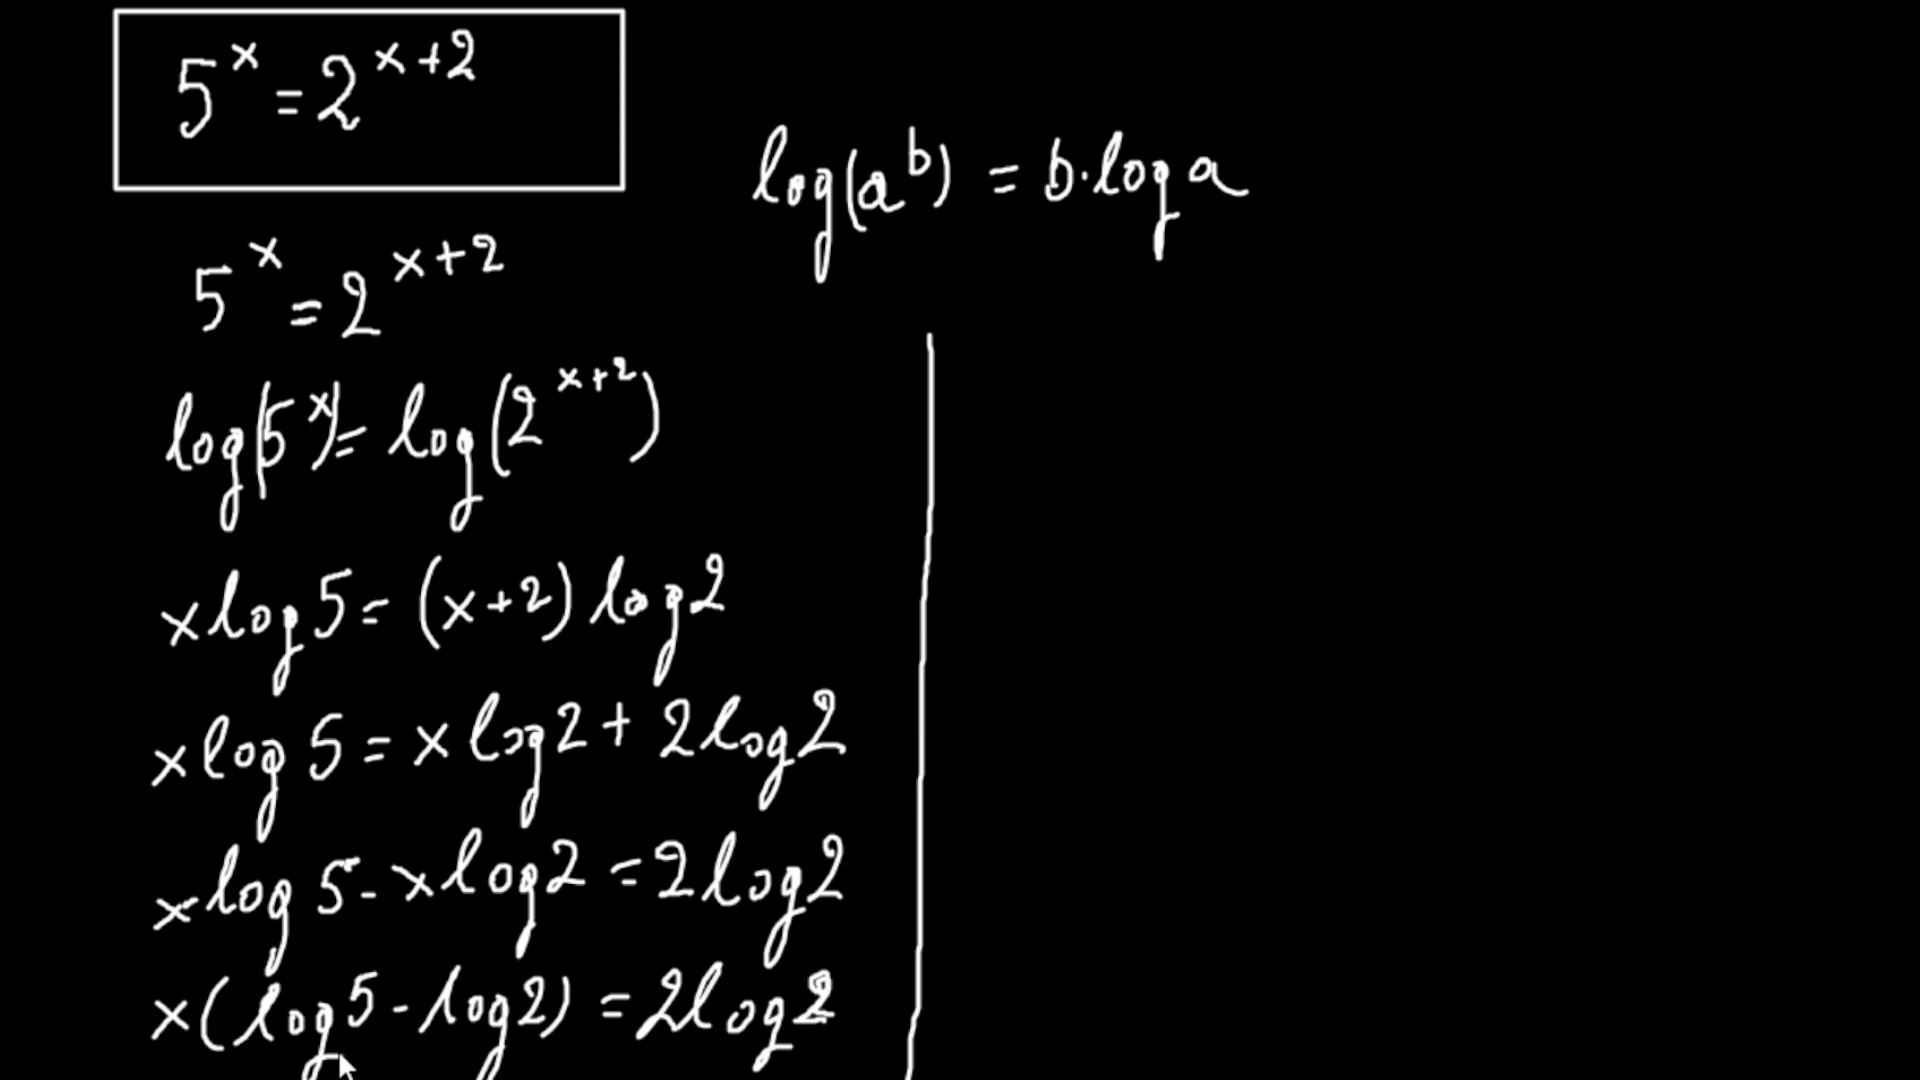 5^x = 2^{x+2}
log(a^b) = b·log a
5^x = 2^{x+2}
log(5^x) = log(2^{x+2})
x log 5 = (x+2) log 2
x log 5 = x log 2 + 2 log 2
x log 5 - x log 2 = 2 log 2
x(log 5 - log 2) = 2 log 2